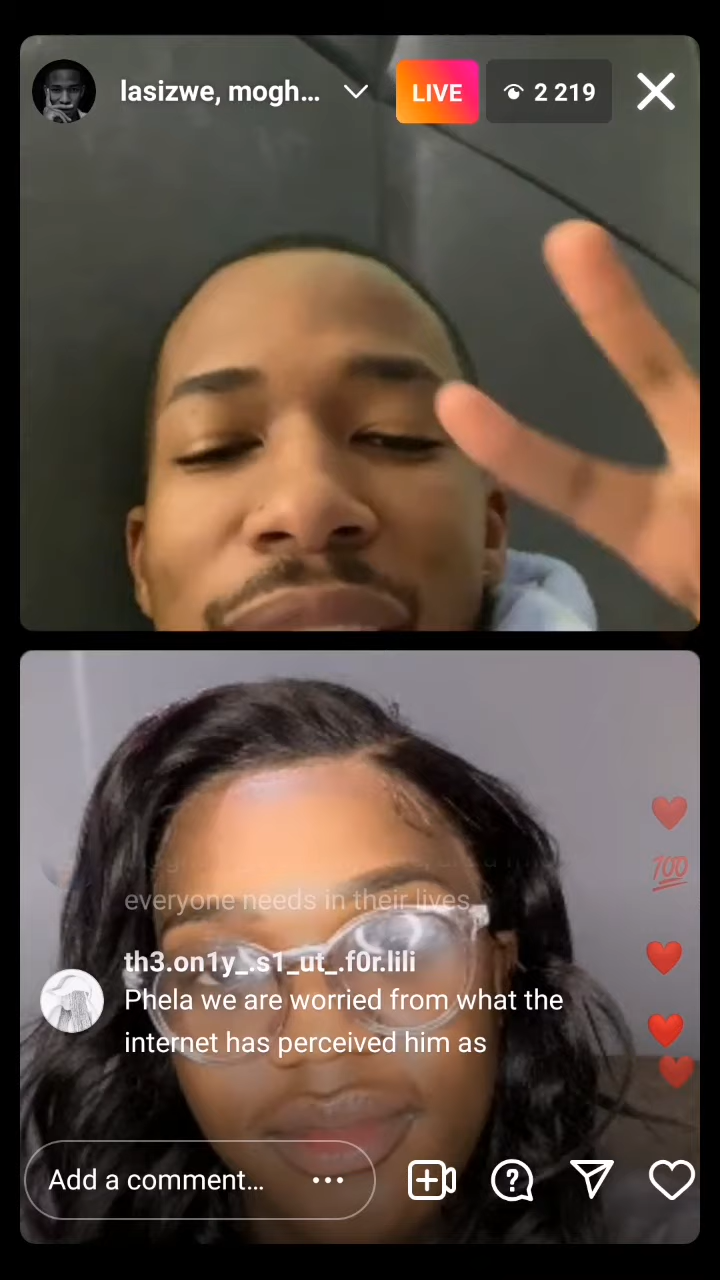 lasizwe, mogh...
LIVE
2 219
everyone needs in their lives
th3.on1y_.s1_ut_.f0r.lili
Phela we are worried from what the
internet has perceived him as
Add a comment...